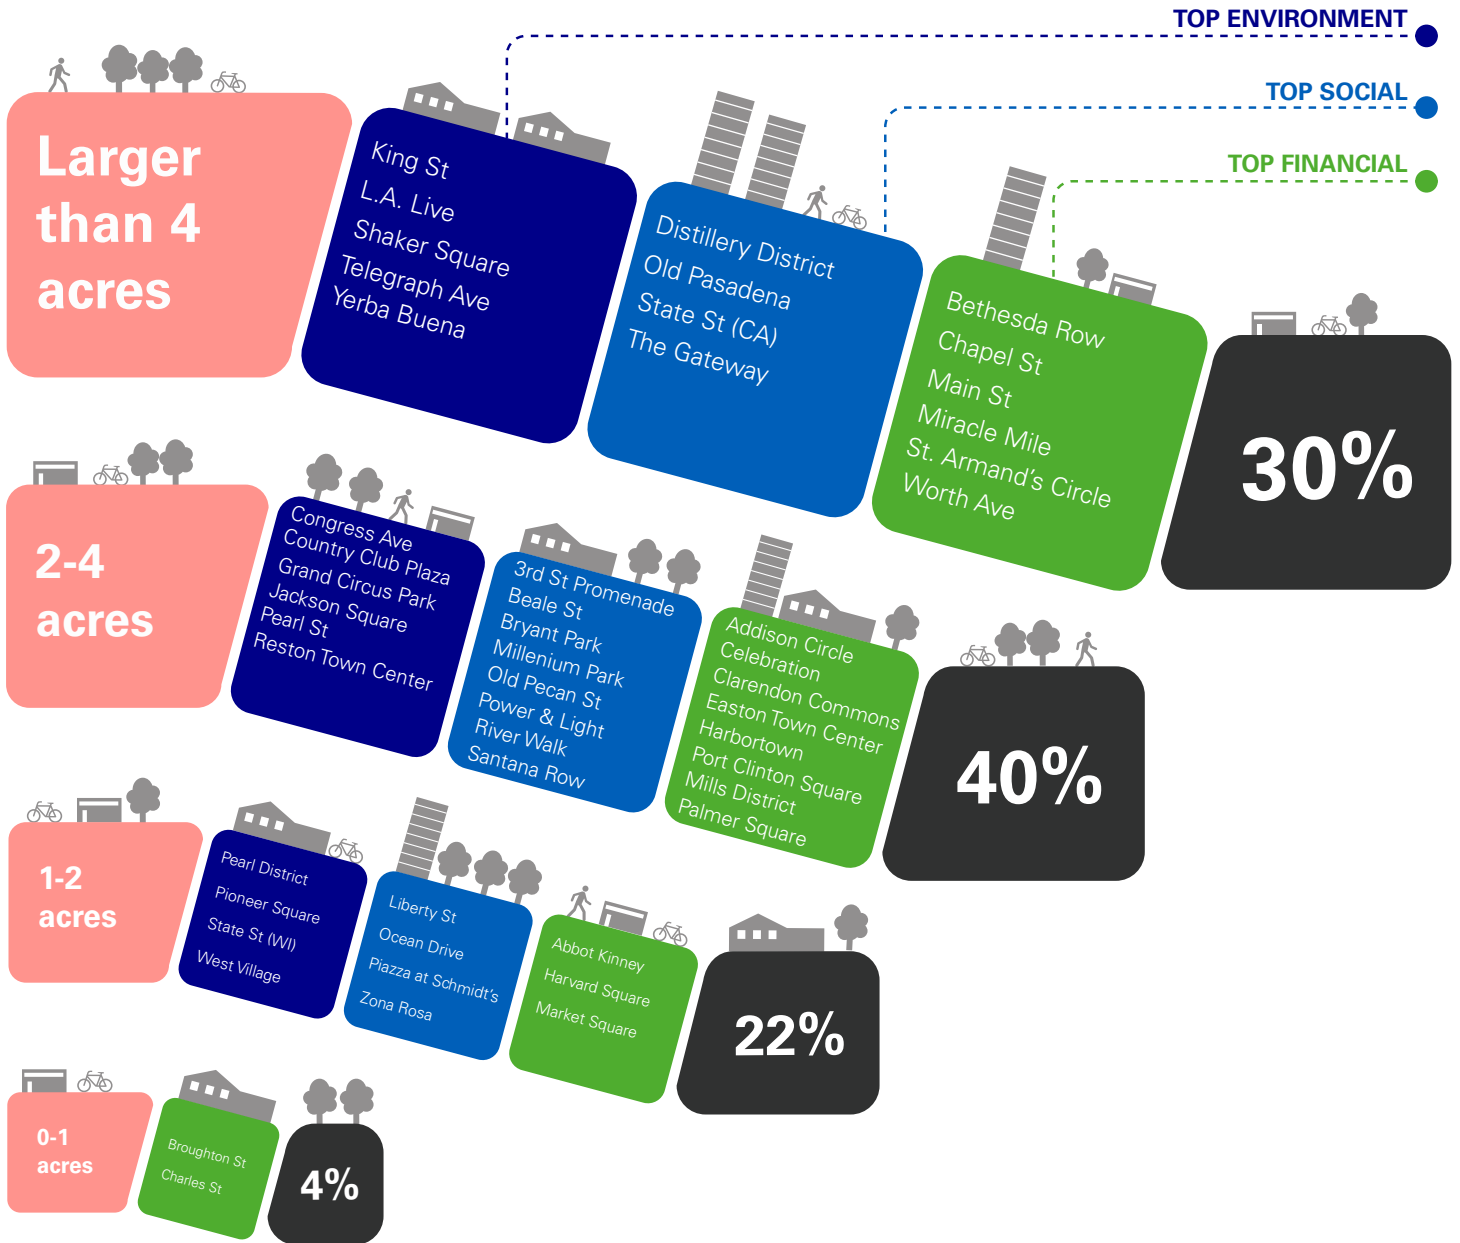 TOP ENVIRONMENT
TOP SOCIAL
TOP FINANCIAL
Larger
than 4
acres
King St
L.A. Live
Shaker Square
Telegraph Ave
Yerba Buena
Distillery District
Old Pasadena
State St (CA)
The Gateway
Bethesda Row
Chapel St
Main St
Miracle Mile
St. Armand's Circle
Worth Ave
30%
2-4
acres
Congress Ave
Country Club Plaza
Grand Circus Park
Jackson Square
Pearl St
Reston Town Center
3rd St Promenade
Beale St
Bryant Park
Millenium Park
Old Pecan St
Power & Light
River Walk
Santana Row
Addison Circle
Celebration
Clarendon Commons
Easton Town Center
Harbortown
Port Clinton Square
Mills District
Palmer Square
40%
1-2
acres
Pearl District
Pioneer Square
State St (WI)
West Village
Liberty St
Ocean Drive
Piazza at Schmidt's
Zona Rosa
Abbot Kinney
Harvard Square
Market Square
22%
0-1
acres
Broughton St
Charles St
4%